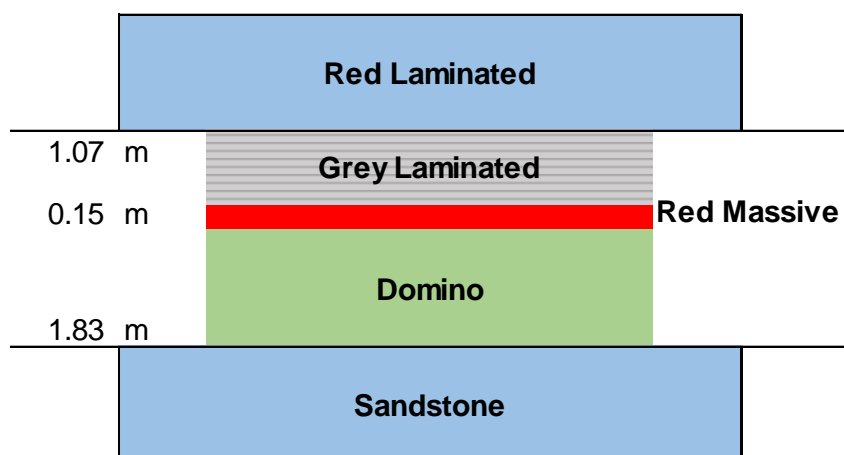 Red Laminated
1.07 m
Grey Laminated
0.15 m
Red Massive
Domino
1.83 m
Sandstone